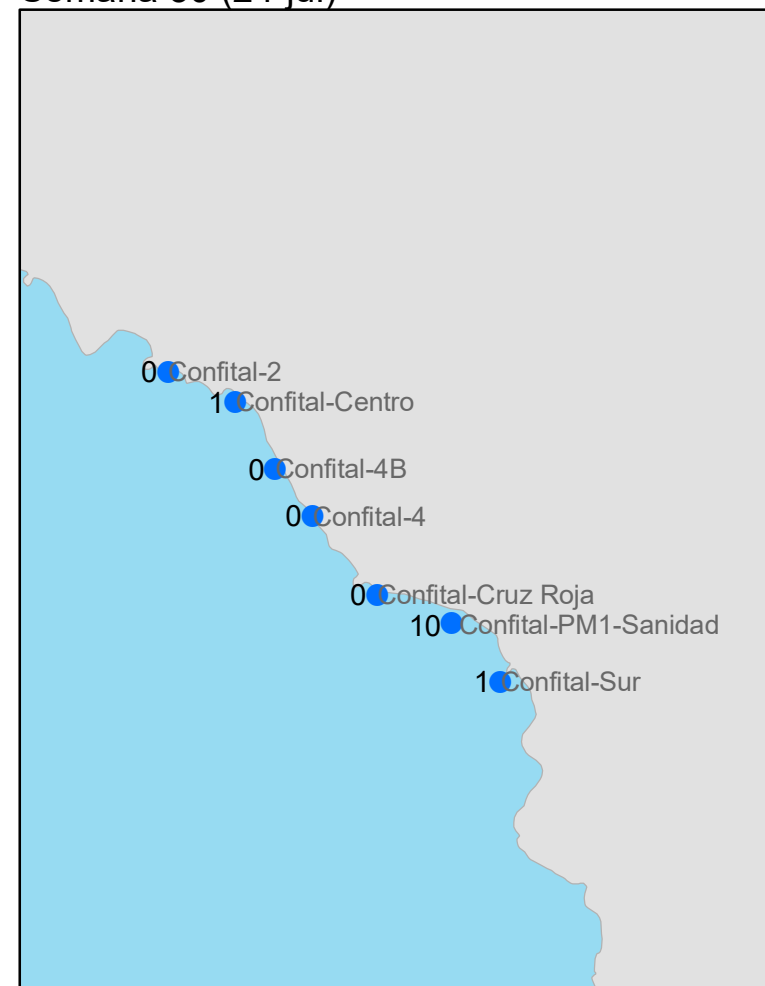 0 Confital-2
1 Confital-Centro
0 Confital-4B
0 Confital-4
0 Confital-Cruz Roja
10 Confital-PM1-Sanidad
1 Confital-Sur